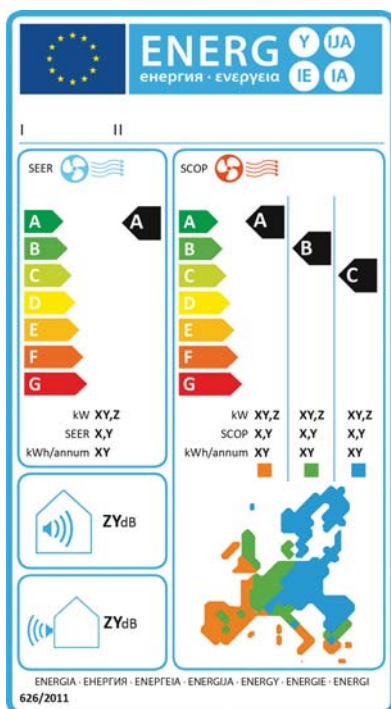 ENERG Y IJA
енергия · ενεργεια IE IA
I II
SEER
A A
B
C
D
E
F
G
kW XY,Z
SEER X,Y
kWh/annum XY
SCOP
A A
B B
C C
D
E
F
G
kW XY,Z XY,Z XY,Z
SCOP X,Y X,Y X,Y
kWh/annum XY XY XY
ZYdB
ZYdB
ENERGIA · ЕНЕРГИЯ · ΕΝΕΡΓΕΙΑ · ENERGIJA · ENERGY · ENERGIE · ENERGI
626/2011